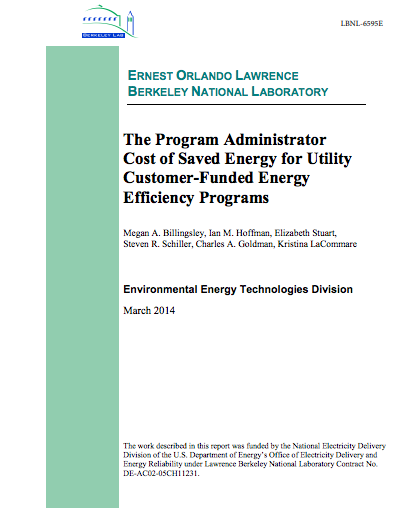 LBNL-6595E
BERKELEY LAB
ERNEST ORLANDO LAWRENCE
BERKELEY NATIONAL LABORATORY
The Program Administrator
Cost of Saved Energy for Utility
Customer-Funded Energy
Efficiency Programs
Megan A. Billingsley, Ian M. Hoffman, Elizabeth Stuart,
Steven R. Schiller, Charles A. Goldman, Kristina LaCommare
Environmental Energy Technologies Division
March 2014
The work described in this report was funded by the National Electricity Delivery
Division of the U.S. Department of Energy's Office of Electricity Delivery and
Energy Reliability under Lawrence Berkeley National Laboratory Contract No.
DE-AC02-05CH11231.